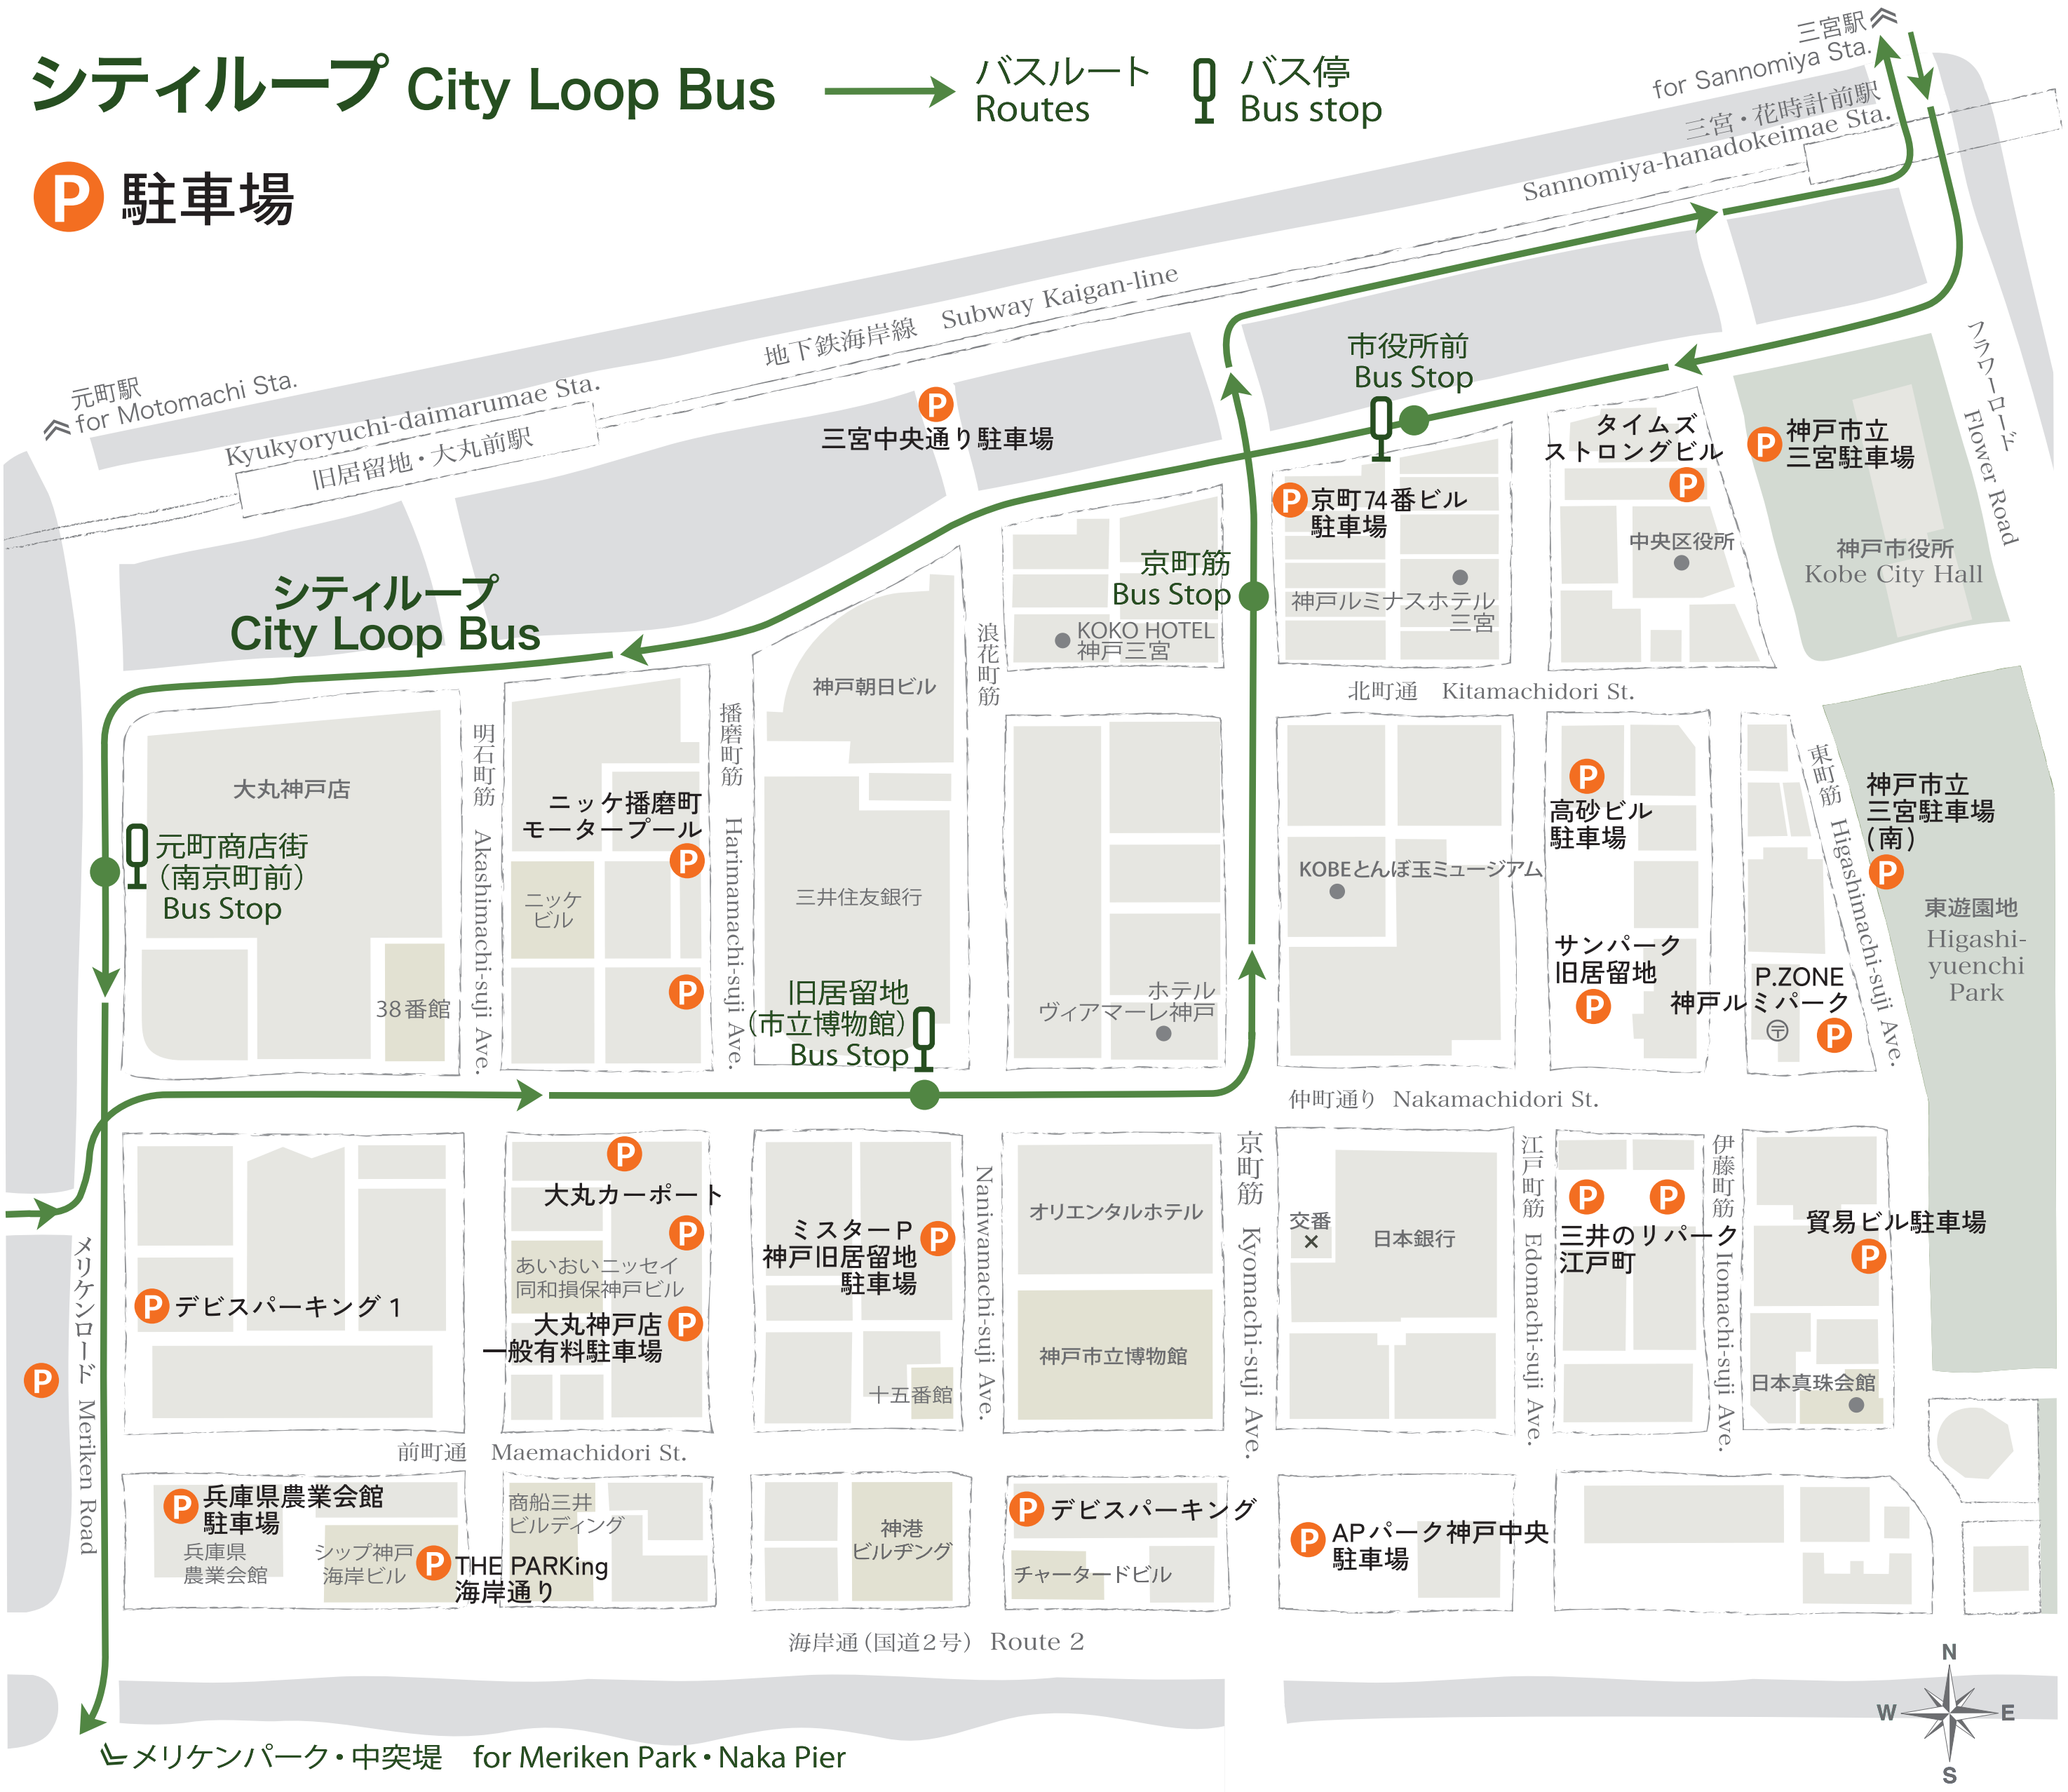 シティループ City Loop Bus
バスルート
Routes
バス停
Bus stop
P 駐車場
三宮駅
for Sannomiya Sta.
三宮・花時計前駅
Sannomiya-hanadokeimae Sta.
地下鉄海岸線 Subway Kaigan-line
元町駅
for Motomachi Sta.
Kyukyoryuchi-daimarumae Sta.
旧居留地・大丸前駅
P
三宮中央通り駐車場
市役所前
Bus Stop
フラワーロード
Flower Road
タイムズ
ストロングビル
P
P 神戸市立
三宮駐車場
P 京町74番ビル
駐車場
中央区役所
神戸市役所
Kobe City Hall
京町筋
Bus Stop
神戸ルミナスホテル
三宮
シティループ
City Loop Bus
KOKO HOTEL
神戸三宮
浪花町筋
神戸朝日ビル
北町通 Kitamachidori St.
大丸神戸店
明石町筋 Akashimachi-suji Ave.
播磨町筋 Harimamachi-suji Ave.
東町筋 Higashimachi-suji Ave.
ニッケ播磨町
モータープール
P
P
高砂ビル
駐車場
神戸市立
三宮駐車場
(南)
P
元町商店街
（南京町前）
Bus Stop
ニッケ
ビル
三井住友銀行
KOBEとんぼ玉ミュージアム
東遊園地
Higashi-
yuenchi
Park
サンパーク
旧居留地
P
P.ZONE
神戸ルミパーク
〒
P
38番館
P
旧居留地
（市立博物館）
Bus Stop
ホテル
ヴィアマーレ神戸
仲町通り Nakamachidori St.
メリケンロード Meriken Road
Naniwamachi-suji Ave.
京町筋 Kyomachi-suji Ave.
江戸町筋 Edomachi-suji Ave.
伊藤町筋 Itomachi-suji Ave.
P
大丸カーポート
P
ミスターP
神戸旧居留地
駐車場
P
オリエンタルホテル
交番
×
日本銀行
P
P
三井のリパーク
江戸町
貿易ビル駐車場
P
あいおいニッセイ
同和損保神戸ビル
P デビスパーキング 1
大丸神戸店
一般有料駐車場
P
P
神戸市立博物館
十五番館
日本真珠会館
前町通 Maemachidori St.
P 兵庫県農業会館
駐車場
兵庫県
農業会館
シップ神戸
海岸ビル
P THE PARKing
海岸通り
商船三井
ビルディング
神港
ビルヂング
P デビスパーキング
チャータードビル
P APパーク神戸中央
駐車場
海岸通（国道2号） Route 2
メリケンパーク・中突堤 for Meriken Park・Naka Pier
N
W
E
S